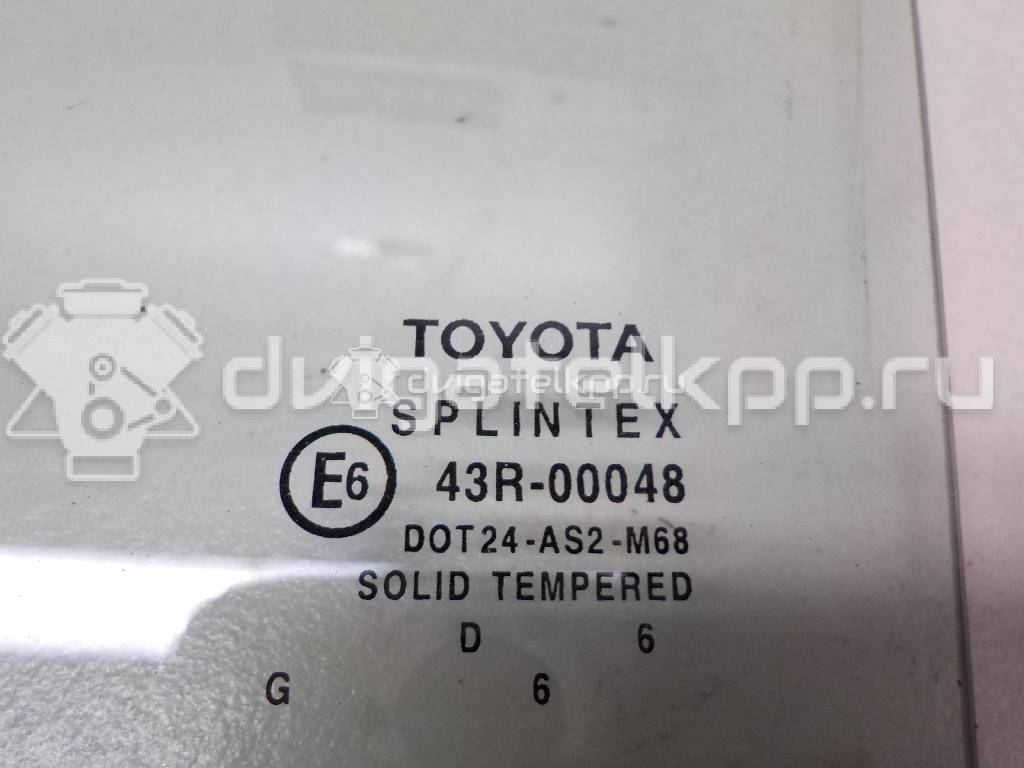 TOYOTA
dvigatelkpp.ru
dvigatelkpp.ru
SPLINTEX
E6 43R-00048
DOT24-AS2-M68
SOLID TEMPERED
D 6
G 6